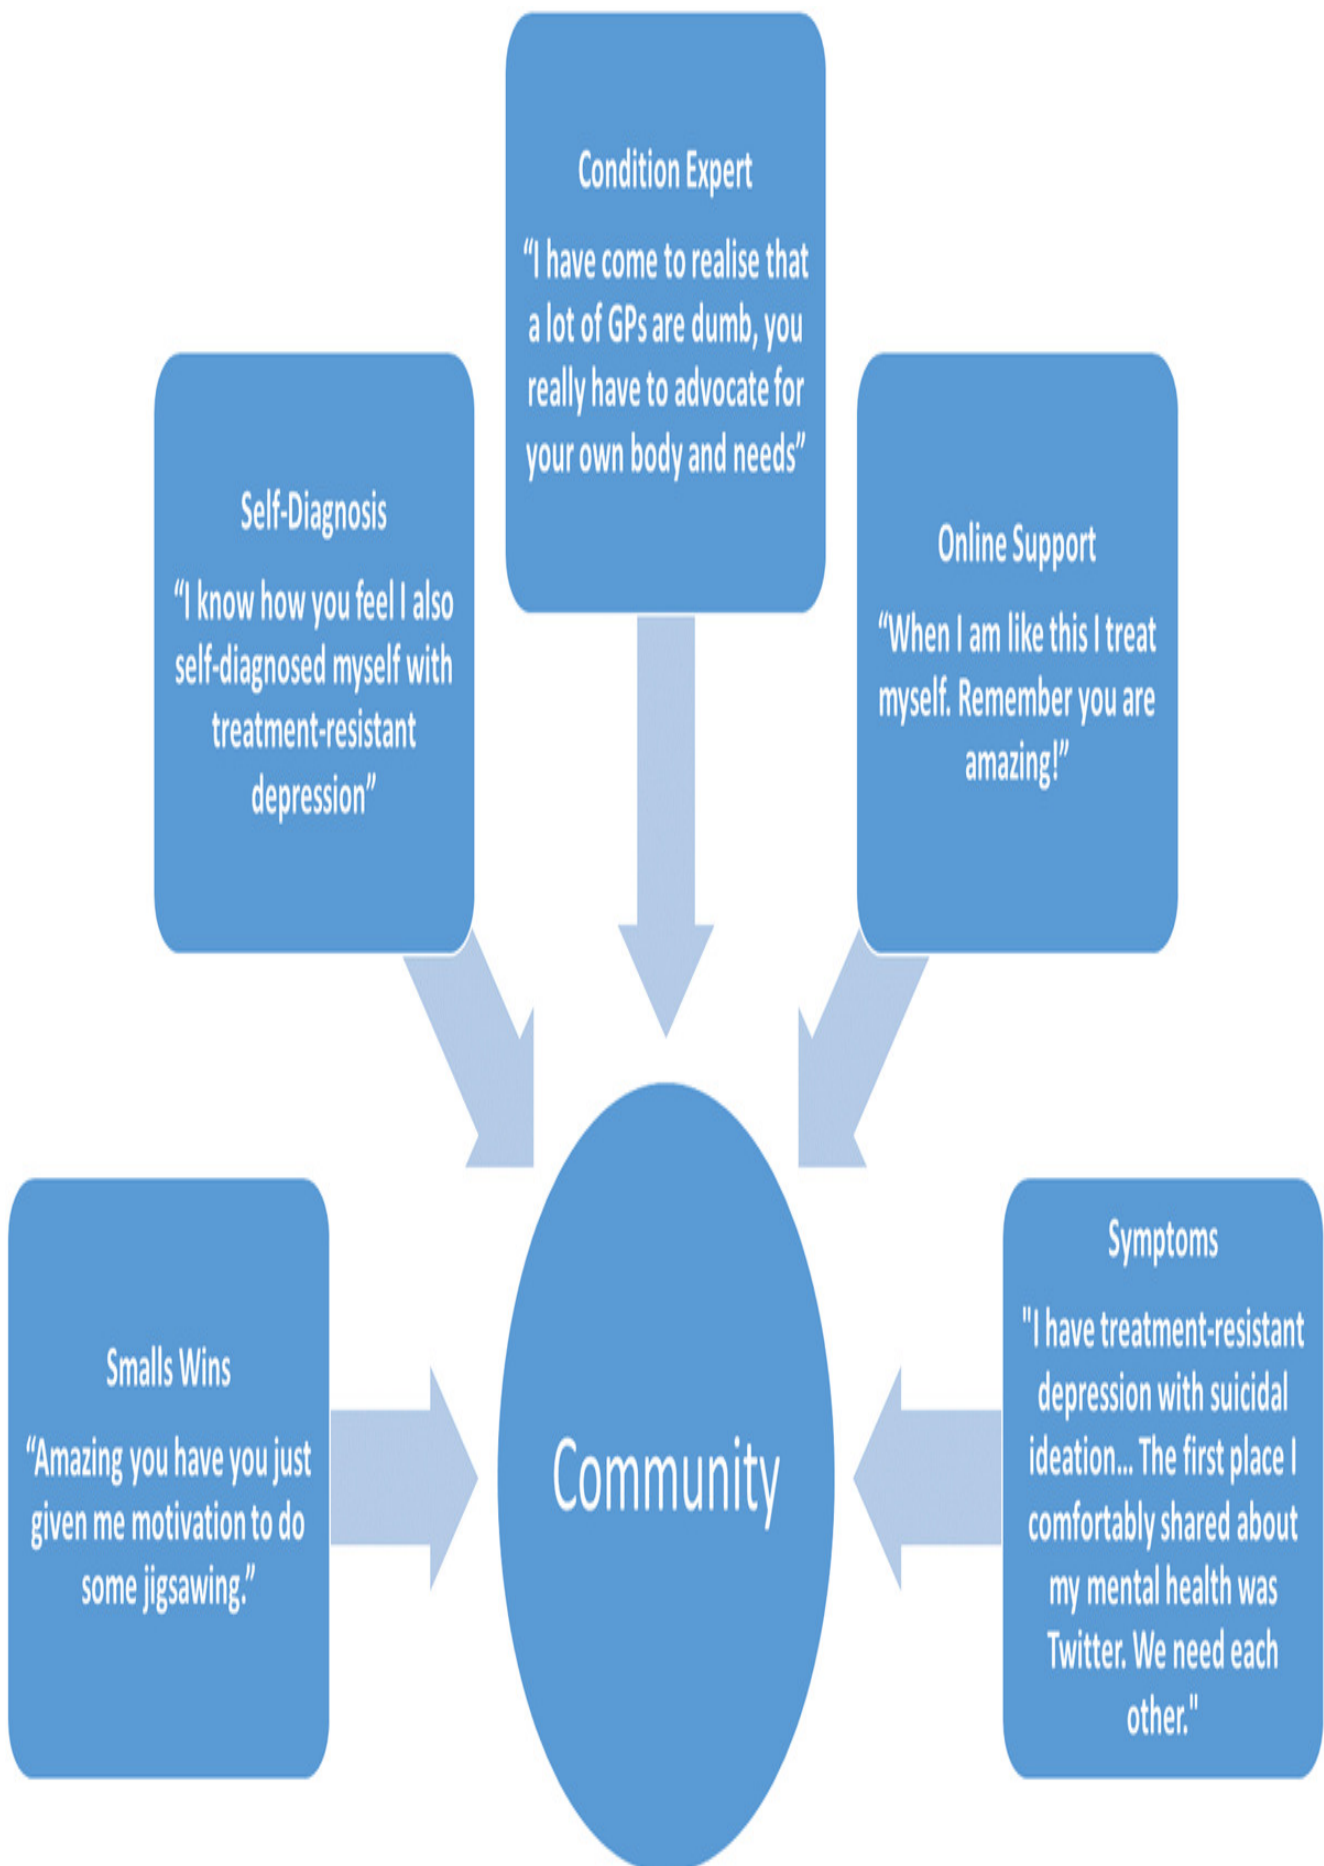 Condition Expert
“I have come to realise that
a lot of GPs are dumb, you
really have to advocate for
your own body and needs”
Self-Diagnosis
“I know how you feel I also
self-diagnosed myself with
treatment-resistant
depression”
Online Support
“When I am like this I treat
myself. Remember you are
amazing!”
Smalls Wins
“Amazing you have you just
given me motivation to do
some jigsawing.”
Community
Symptoms
"I have treatment-resistant
depression with suicidal
ideation... The first place I
comfortably shared about
my mental health was
Twitter. We need each
other."